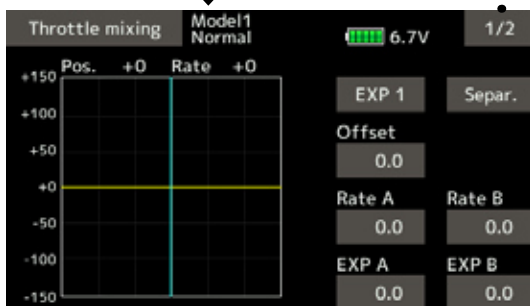 Throttle mixing
Model1
Normal
6.7V
1/2
Pos. +0 Rate +0
+150
+100
+50
+0
-50
-100
-150
EXP 1 Separ.
Offset
0.0
Rate A Rate B
0.0 0.0
EXP A EXP B
0.0 0.0